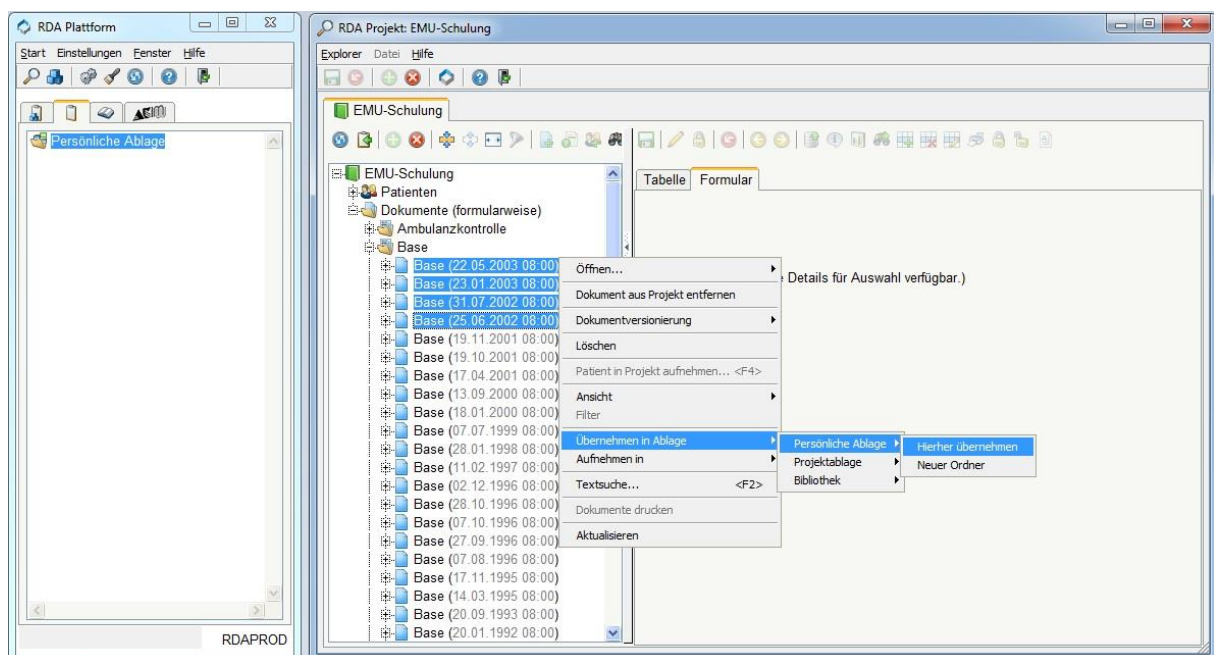 RDA Plattform
Start Einstellungen Fenster Hilfe
Persönliche Ablage
RDAPROD
RDA Projekt: EMU-Schulung
Explorer Datei Hilfe
EMU-Schulung
EMU-Schulung
Patienten
Dokumente (formularweise)
Ambulanzkontrolle
Base
Base (22.05.2003 08:00)
Base (23.01.2003 08:00)
Base (31.07.2002 08:00)
Base (25.06.2002 08:00)
Base (19.11.2001 08:00)
Base (19.10.2001 08:00)
Base (17.04.2001 08:00)
Base (13.09.2000 08:00)
Base (18.01.2000 08:00)
Base (07.07.1999 08:00)
Base (28.01.1998 08:00)
Base (11.02.1997 08:00)
Base (02.12.1996 08:00)
Base (28.10.1996 08:00)
Base (07.10.1996 08:00)
Base (27.09.1996 08:00)
Base (07.08.1996 08:00)
Base (17.11.1995 08:00)
Base (14.03.1995 08:00)
Base (20.09.1993 08:00)
Base (20.01.1992 08:00)
Tabelle Formular
Details für Auswahl verfügbar.)
Öffnen...
Dokument aus Projekt entfernen
Dokumentversionierung
Löschen
Patient in Projekt aufnehmen... <F4>
Ansicht
Filter
Übernehmen in Ablage
Aufnehmen in
Textsuche... <F2>
Dokumente drucken
Aktualisieren
Persönliche Ablage
Projektablage
Bibliothek
Hierher übernehmen
Neuer Ordner